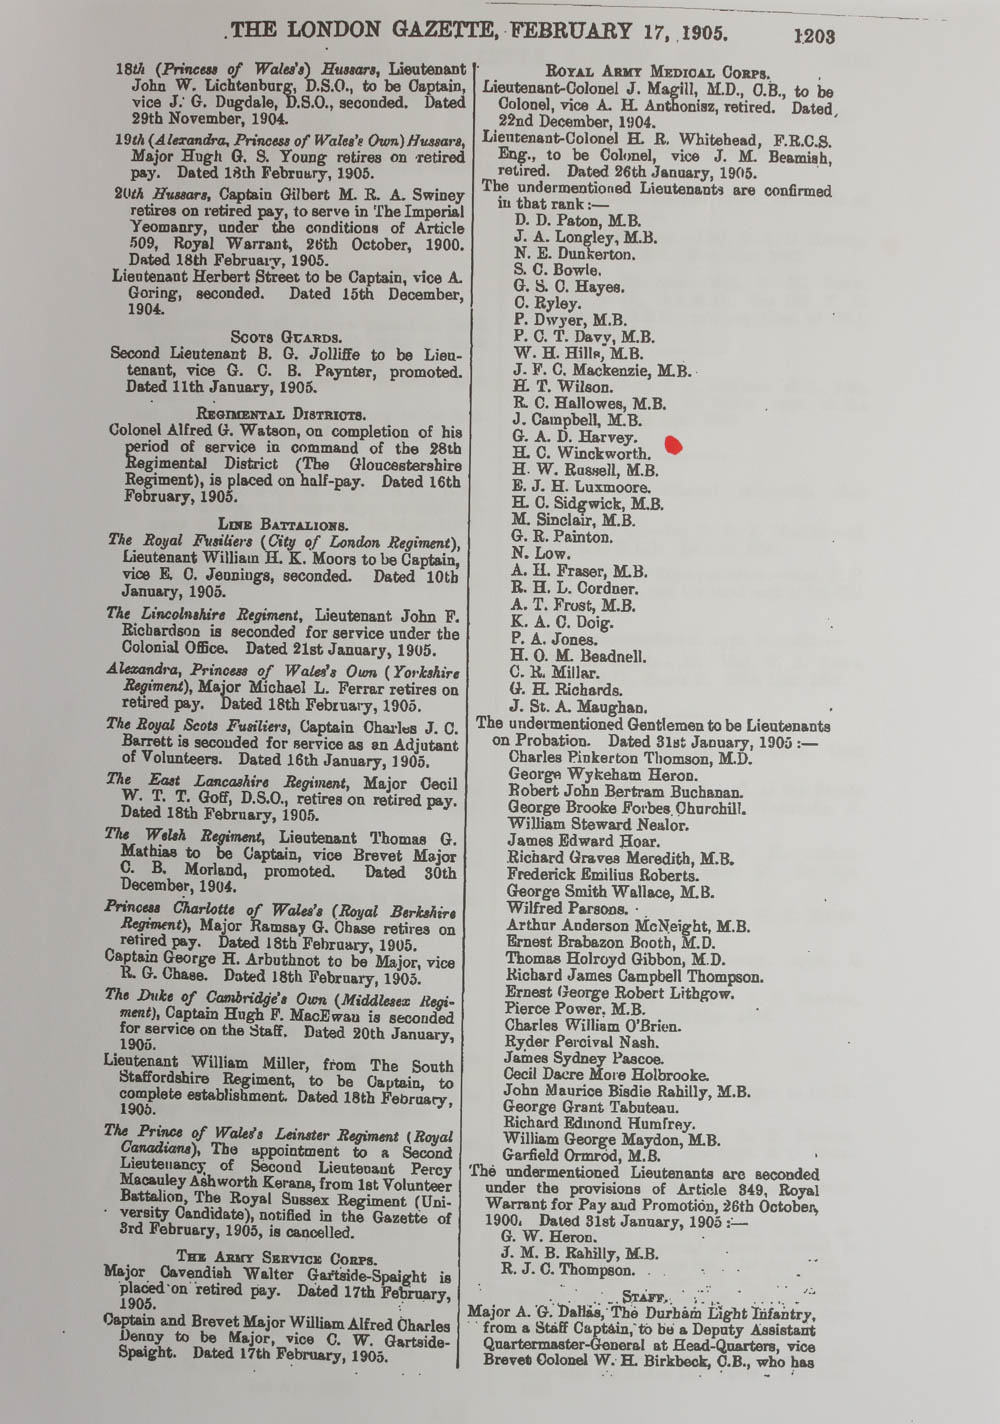 THE LONDON GAZETTE, FEBRUARY 17, 1905. 1203
18th (Princess of Wales's) Hussars, Lieutenant
John W. Lichtenburg, D.S.O., to be Captain,
vice J. G. Dugdale, D.S.O., seconded. Dated
29th November, 1904.
19th (Alexandra, Princess of Wales's Own) Hussars,
Major Hugh G. S. Young retires on retired
pay. Dated 18th February, 1905.
20th Hussars, Captain Gilbert M. R. A. Swiney
retires on retired pay, to serve in The Imperial
Yeomanry, under the conditions of Article
509, Royal Warrant, 26th October, 1900.
Dated 18th February, 1905.
Lieutenant Herbert Street to be Captain, vice A.
Goring, seconded. Dated 15th December,
1904.
SCOTS GUARDS.
Second Lieutenant B. G. Jolliffe to be Lieu-
tenant, vice G. C. B. Paynter, promoted.
Dated 11th January, 1905.
REGIMENTAL DISTRICTS.
Colonel Alfred G. Watson, on completion of his
period of service in command of the 28th
Regimental District (The Gloucestershire
Regiment), is placed on half-pay. Dated 16th
February, 1905.
LINE BATTALIONS.
The Royal Fusiliers (City of London Regiment),
Lieutenant William H. K. Moors to be Captain,
vice E. C. Jennings, seconded. Dated 10th
January, 1905.
The Lincolnshire Regiment, Lieutenant John F.
Richardson is seconded for service under the
Colonial Office. Dated 21st January, 1905.
Alexandra, Princess of Wales's Own (Yorkshire
Regiment), Major Michael L. Ferrar retires on
retired pay. Dated 18th February, 1905.
The Royal Scots Fusiliers, Captain Charles J. C.
Barrett is seconded for service as an Adjutant
of Volunteers. Dated 16th January, 1905.
The East Lancashire Regiment, Major Cecil
W. T. T. Goff, D.S.O., retires on retired pay.
Dated 18th February, 1905.
The Welsh Regiment, Lieutenant Thomas G.
Mathias to be Captain, vice Brevet Major
C. B. Morland, promoted. Dated 30th
December, 1904.
Princess Charlotte of Wales's (Royal Berkshire
Regiment), Major Ramsay G. Chase retires on
retired pay. Dated 18th February, 1905.
Captain George H. Arbuthnot to be Major, vice
R. G. Chase. Dated 18th February, 1905.
The Duke of Cambridge's Own (Middlesex Regi-
ment), Captain Hugh F. MacEwan is seconded
for service on the Staff. Dated 20th January,
1905.
Lieutenant William Miller, from The South
Staffordshire Regiment, to be Captain, to
complete establishment. Dated 18th February,
1905.
The Prince of Wales's Leinster Regiment (Royal
Canadians), The appointment to a Second
Lieutenancy of Second Lieutenant Percy
Macauley Ashworth Kerans, from 1st Volunteer
Battalion, The Royal Sussex Regiment (Uni-
versity Candidate), notified in the Gazette of
3rd February, 1905, is cancelled.
THE ARMY SERVICE CORPS.
Major Cavendish Walter Gartside-Spaight is
placed on retired pay. Dated 17th February,
1905.
Captain and Brevet Major William Alfred Charles
Denny to be Major, vice C. W. Gartside-
Spaight. Dated 17th February, 1905.
ROYAL ARMY MEDICAL CORPS.
Lieutenant-Colonel J. Magill, M.D., C.B., to be
Colonel, vice A. H. Anthonisz, retired. Dated
22nd December, 1904.
Lieutenant-Colonel H. R. Whitehead, F.R.C.S.
Eng., to be Colonel, vice J. M. Beamish,
retired. Dated 26th January, 1905.
The undermentioned Lieutenants are confirmed
in that rank:—
D. D. Paton, M.B.
J. A. Longley, M.B.
N. E. Dunkerton.
S. C. Bowle.
G. S. C. Hayes.
C. Ryley.
P. Dwyer, M.B.
P. C. T. Davy, M.B.
W. H. Hills, M.B.
J. F. C. Mackenzie, M.B.
H. T. Wilson.
R. C. Hallowes, M.B.
J. Campbell, M.B.
G. A. D. Harvey.
H. C. Winckworth.
H. W. Russell, M.B.
E. J. H. Luxmoore.
H. C. Sidgwick, M.B.
M. Sinclair, M.B.
G. R. Painton.
N. Low.
A. H. Fraser, M.B.
R. H. L. Cordner.
A. T. Frost, M.B.
K. A. C. Doig.
P. A. Jones.
H. O. M. Beadnell.
C. R. Millar.
G. H. Richards.
J. St. A. Maughan.
The undermentioned Gentlemen to be Lieutenants
on Probation. Dated 31st January, 1905:—
Charles Pinkerton Thomson, M.D.
George Wykeham Heron.
Robert John Bertram Buchanan.
George Brooke Forbes Churchill.
William Steward Nealor.
James Edward Hoar.
Richard Graves Meredith, M.B.
Frederick Emilius Roberts.
George Smith Wallace, M.B.
Wilfred Parsons.
Arthur Anderson McNeight, M.B.
Ernest Brabazon Booth, M.D.
Thomas Holroyd Gibbon, M.D.
Richard James Campbell Thompson.
Ernest George Robert Lithgow.
Pierce Power, M.B.
Charles William O'Brien.
Ryder Percival Nash.
James Sydney Pascoe.
Cecil Dacre More Holbrooke.
John Maurice Bisdie Rahilly, M.B.
George Grant Tabuteau.
Richard Edmond Humfrey.
William George Maydon, M.B.
Garfield Ormrod, M.B.
The undermentioned Lieutenants are seconded
under the provisions of Article 349, Royal
Warrant for Pay and Promotion, 26th October,
1900. Dated 31st January, 1905:—
G. W. Heron.
J. M. B. Rahilly, M.B.
R. J. C. Thompson.
STAFF.
Major A. G. Dallas, The Durham Light Infantry,
from a Staff Captain, to be a Deputy Assistant
Quartermaster-General at Head-Quarters, vice
Brevet Colonel W. H. Birkbeck, C.B., who has